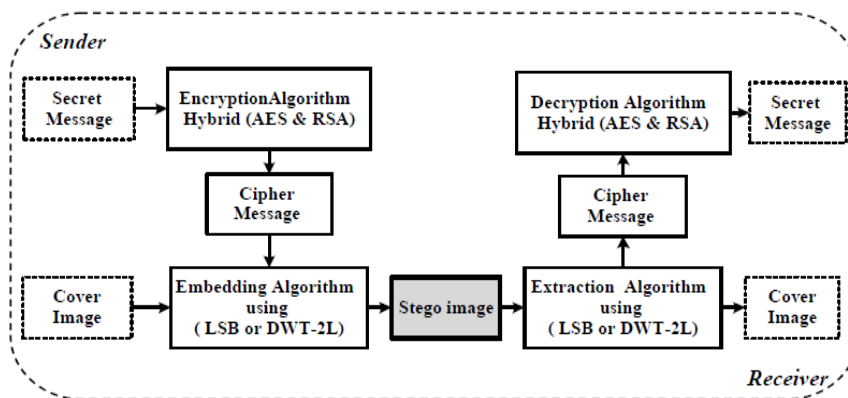 Sender
Secret
Message
EncryptionAlgorithm
Hybrid (AES & RSA)
Cipher
Message
Cover
Image
Embedding Algorithm
using
( LSB or DWT-2L)
Stego image
Extraction Algorithm
using
( LSB or DWT-2L)
Cover
Image
Cipher
Message
Decryption Algorithm
Hybrid (AES & RSA)
Secret
Message
Receiver